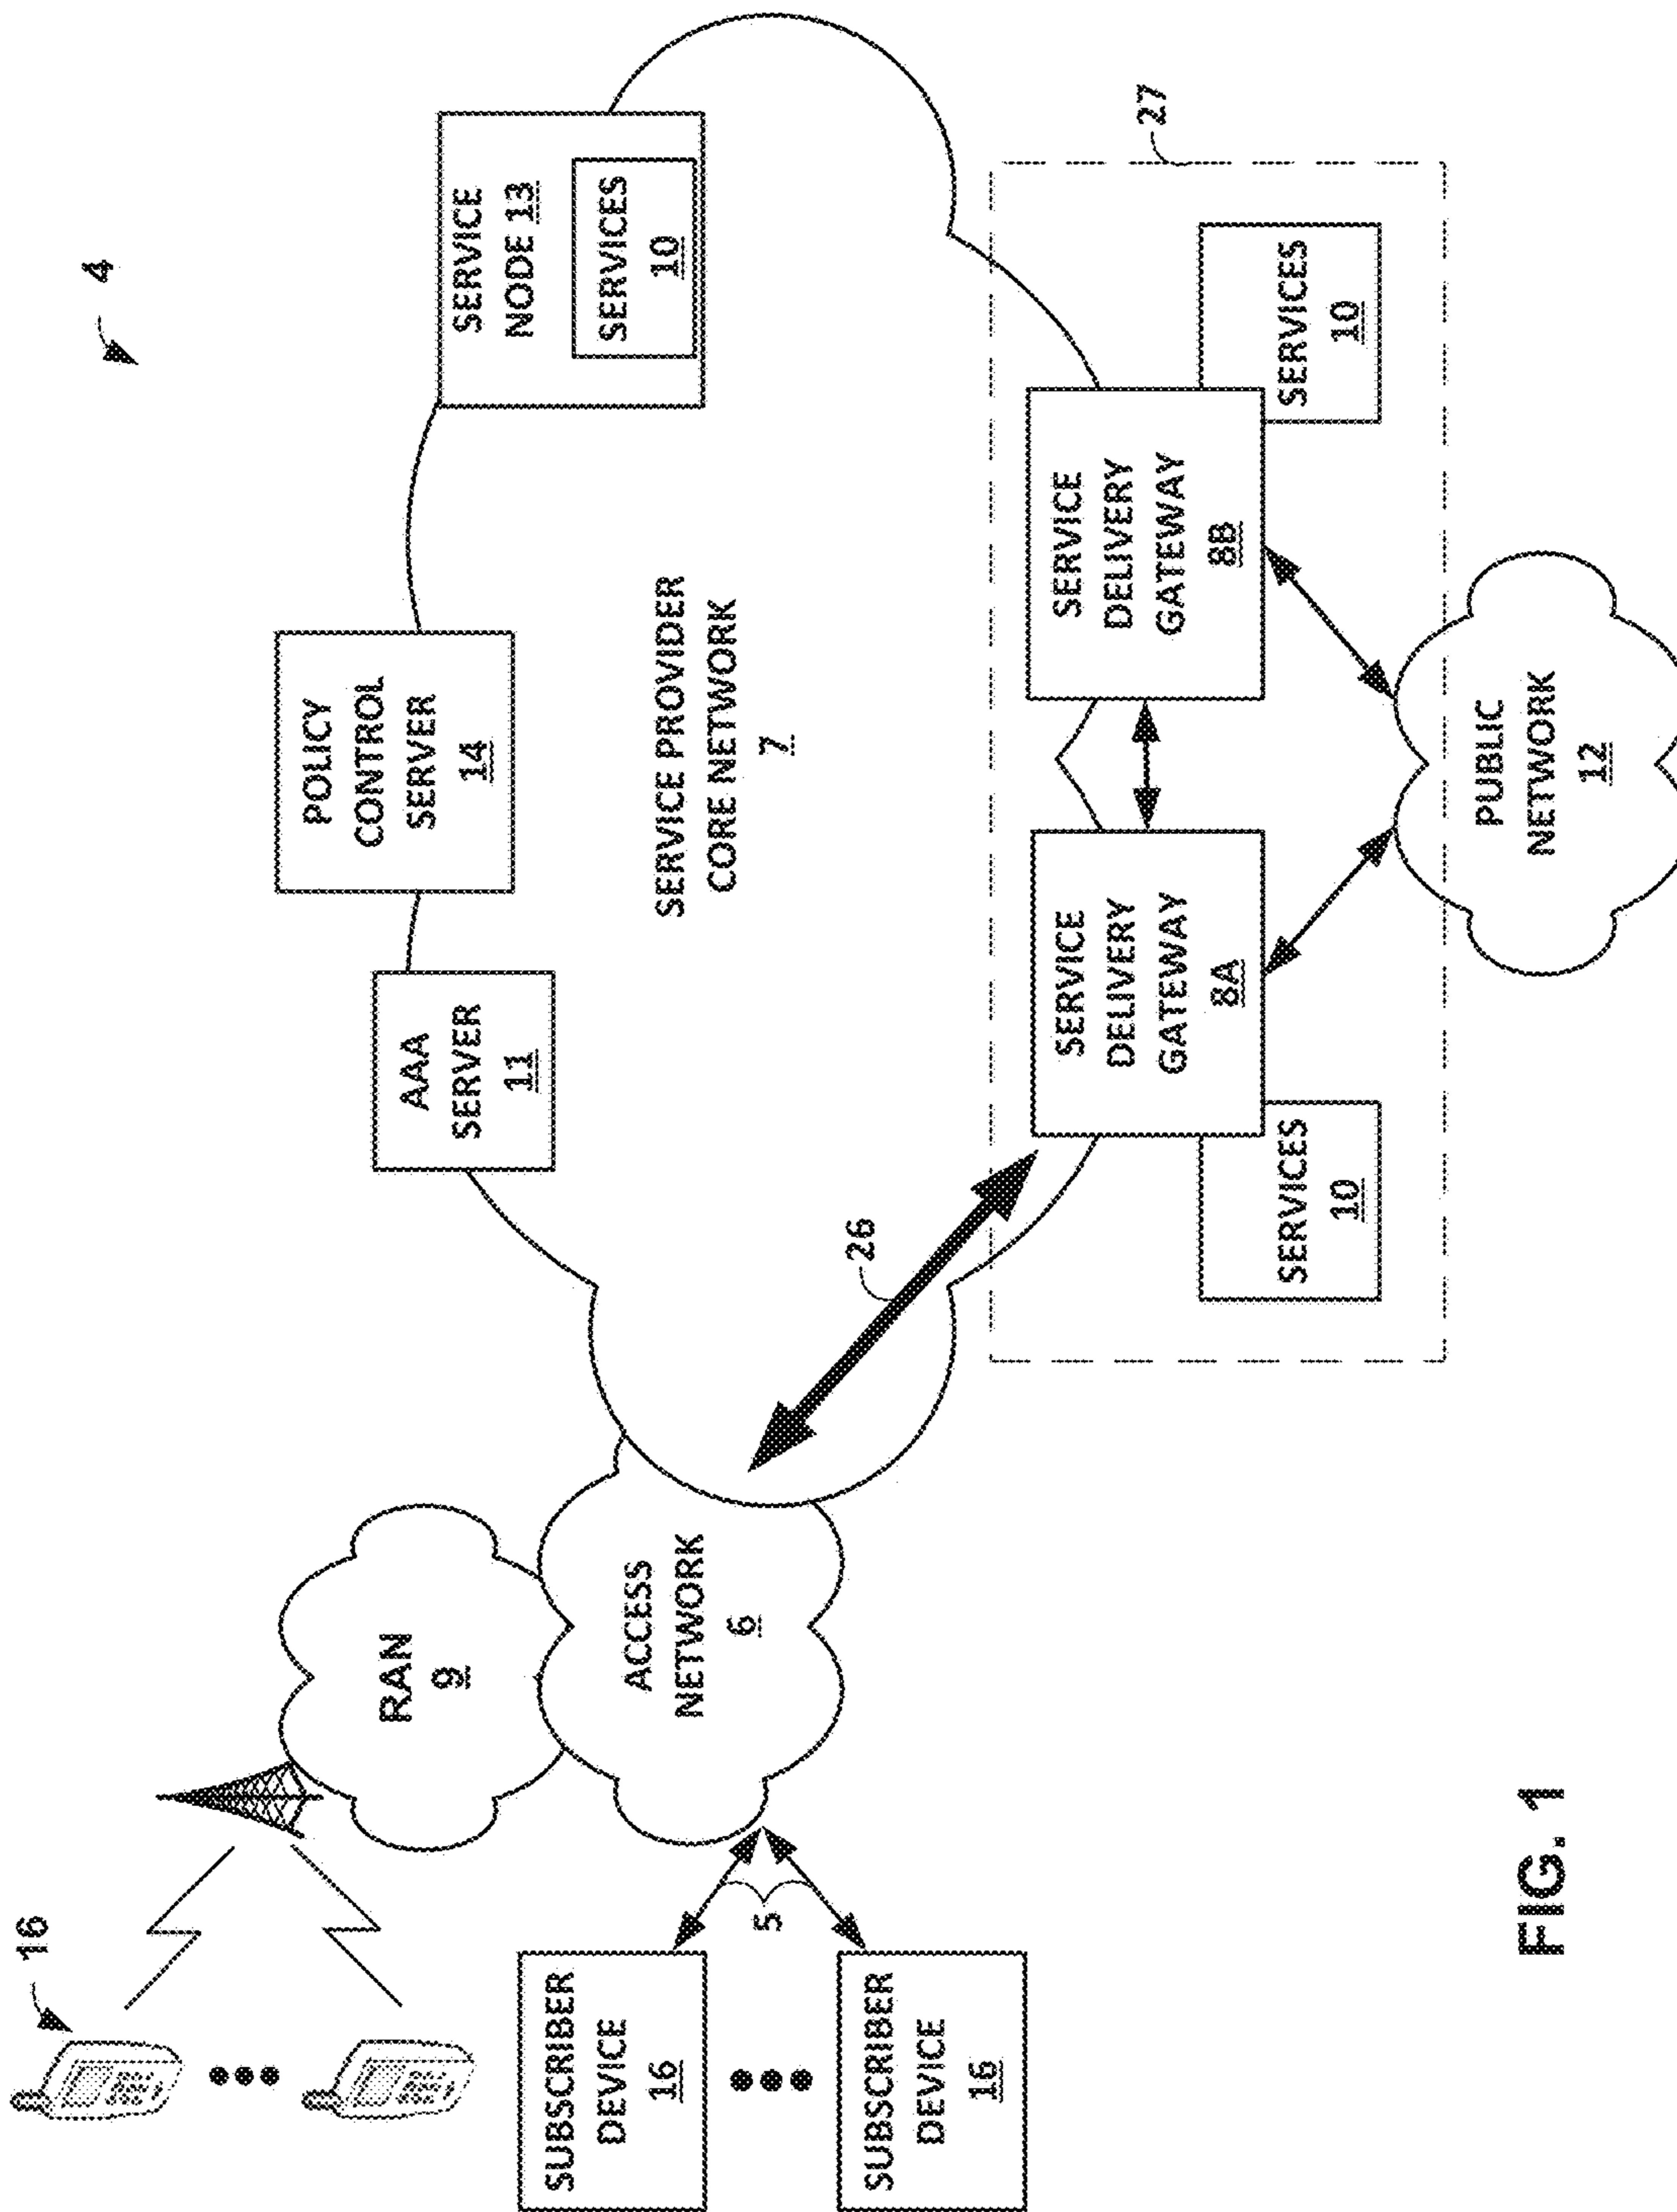 4
16
RAN
9
ACCESS
NETWORK
6
SUBSCRIBER
DEVICE
16
5
SUBSCRIBER
DEVICE
16
AAA
SERVER
11
POLICY
CONTROL
SERVER
14
SERVICE
NODE 13
SERVICES
10
SERVICE PROVIDER
CORE NETWORK
7
26
27
SERVICE
DELIVERY
GATEWAY
8A
SERVICES
10
SERVICE
DELIVERY
GATEWAY
8B
SERVICES
10
PUBLIC
NETWORK
12
FIG. 1